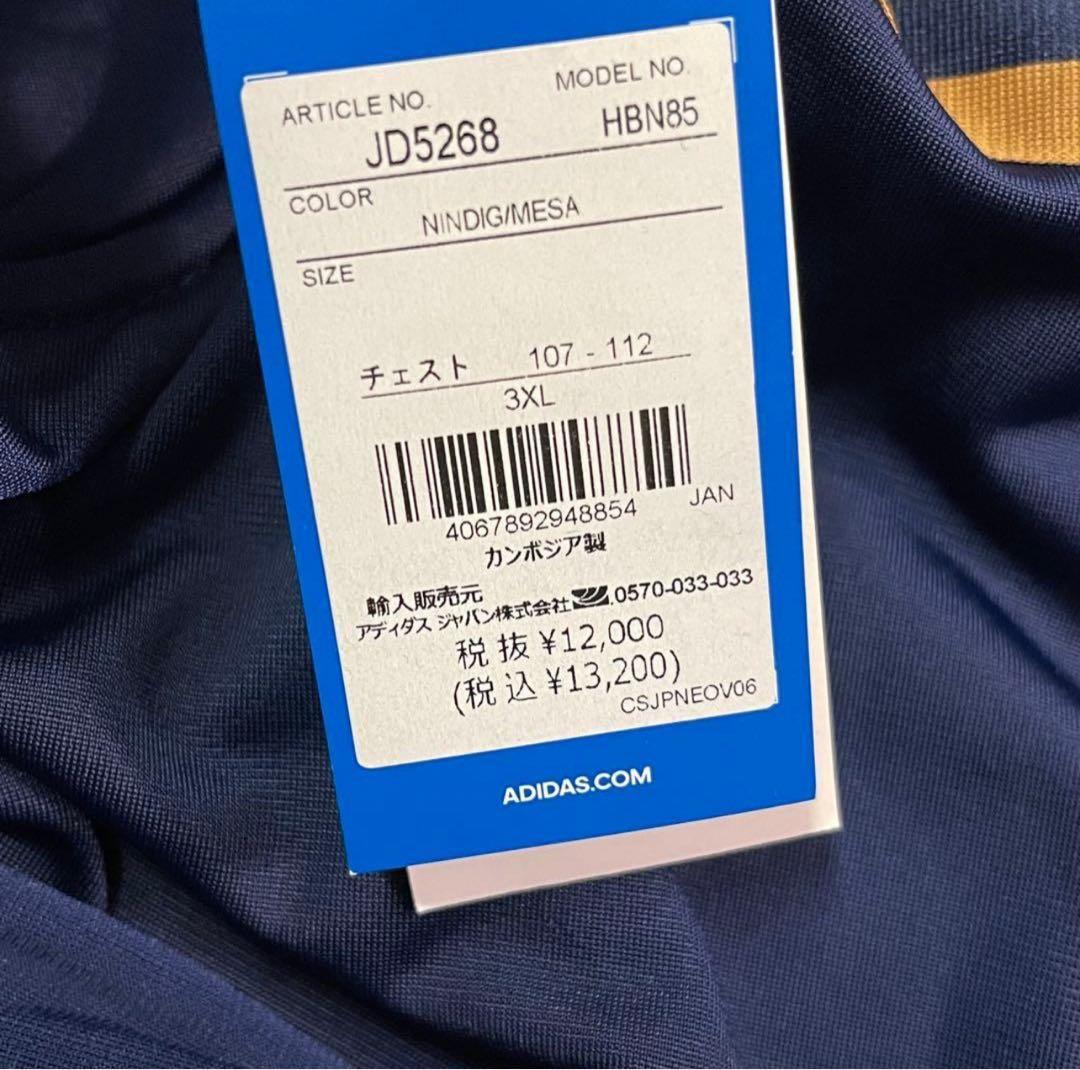 ARTICLE NO. MODEL NO.
JD5268 HBN85
COLOR
NINDIG/MESA
SIZE
チェスト 107 - 112
3XL
4067892948854 JAN
カンボジア製
輸入販売元
アディダス ジャパン株式会社 0570-033-033
税 抜 ¥12,000
(税 込 ¥13,200)
CSJPNEOV06
ADIDAS.COM